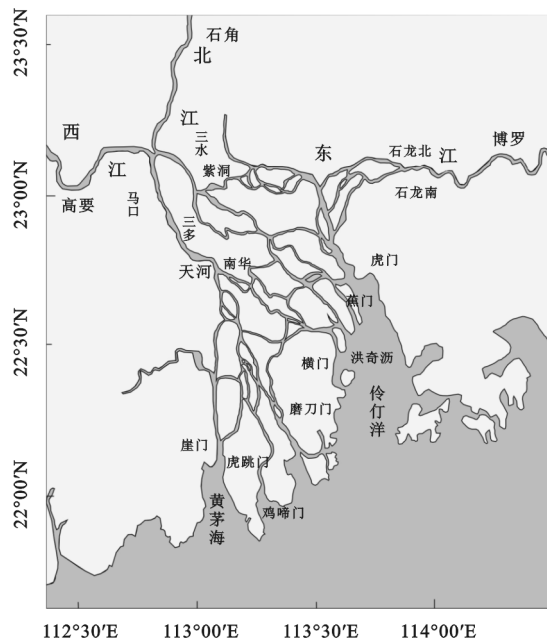 23°30′N
石角
北
江
三水
西
江
紫洞
东
石龙北
江
博罗
23°00′N
高要
马口
三多
石龙南
天河
南华
虎门
蕉门
22°30′N
横门
洪奇沥
伶仃洋
磨刀门
崖门
虎跳门
22°00′N
黄茅海
鸡啼门
112°30′E
113°00′E
113°30′E
114°00′E